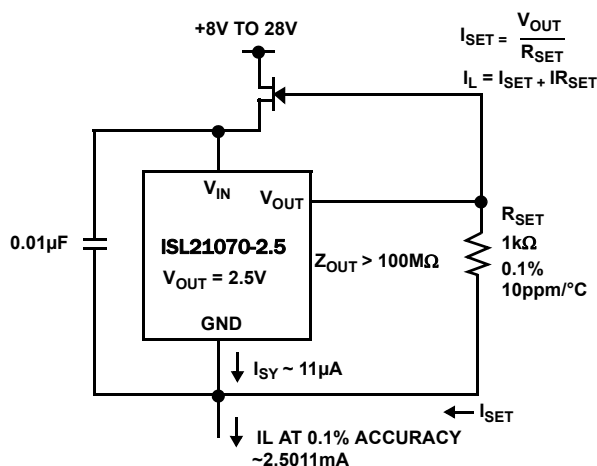 +8V TO 28V
I_SET = V_OUT / R_SET
I_L = I_SET + IR_SET
V_IN
V_OUT
0.01µF
ISL21070-2.5
V_OUT = 2.5V
Z_OUT > 100MΩ
R_SET
1kΩ
0.1%
10ppm/°C
GND
I_SY ~ 11µA
I_SET
IL AT 0.1% ACCURACY
~2.5011mA